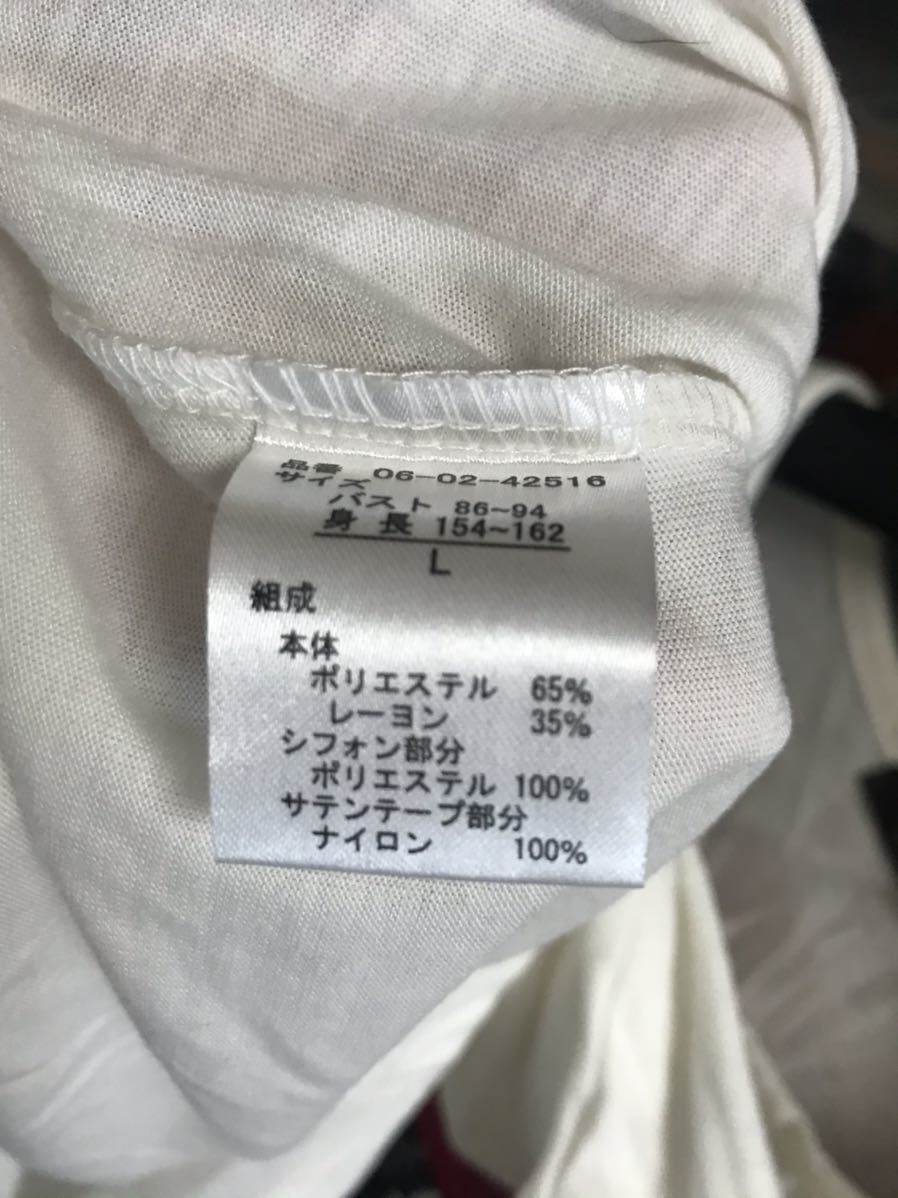 品番 06-02-42516
サイズ
バスト 86~94
身長 154~162
L
組成
本体
ポリエステル 65%
レーヨン 35%
シフォン部分
ポリエステル 100%
サテンテープ部分
ナイロン 100%